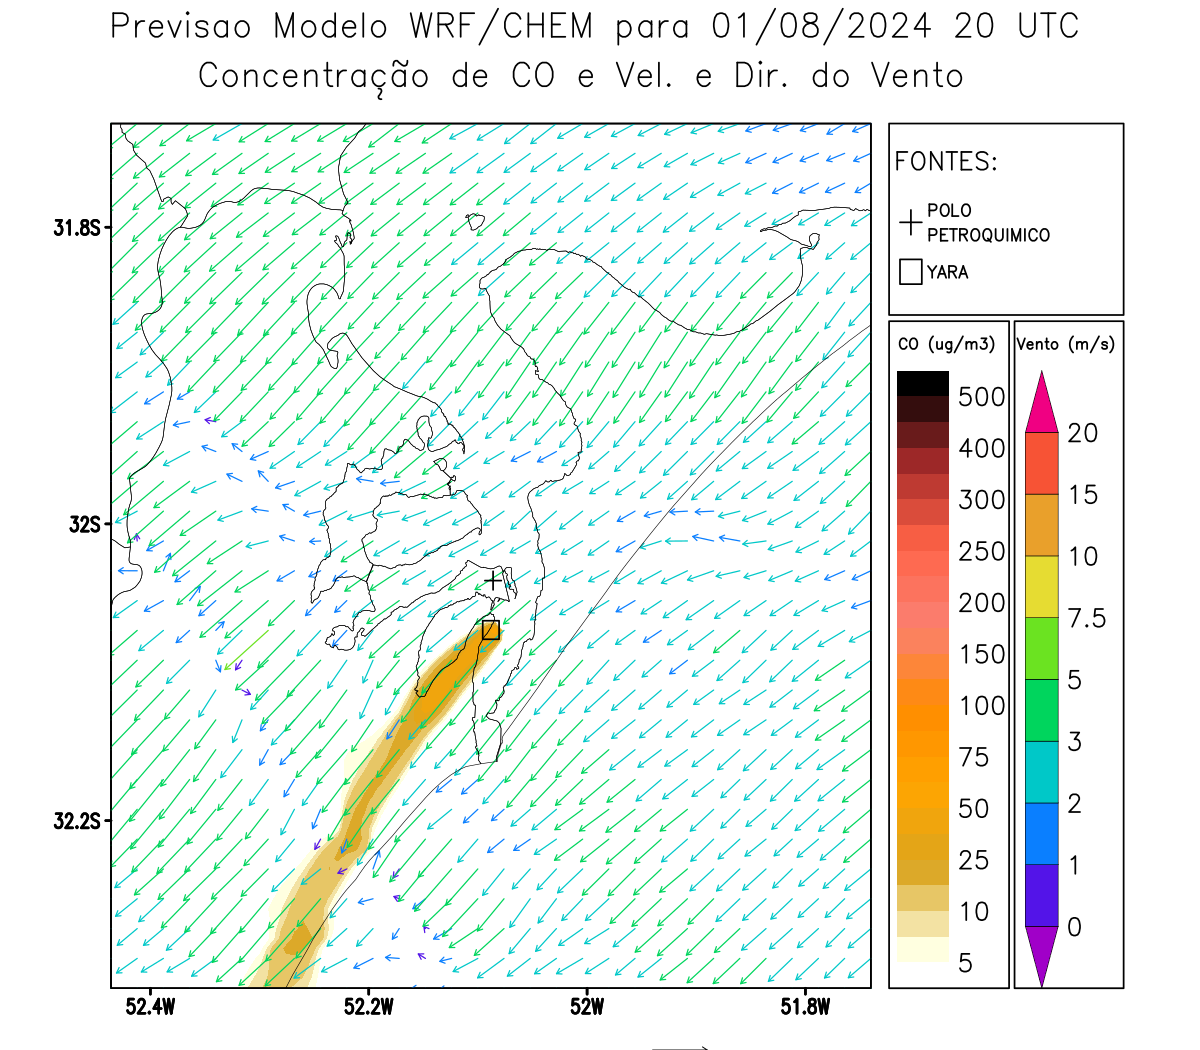 Previsao Modelo WRF/CHEM para 01/08/2024 20 UTC
Concentração de CO e Vel. e Dir. do Vento
FONTES:
POLO
PETROQUIMICO
YARA
CO (ug/m3)
500
400
300
250
200
150
100
75
50
25
10
5
Vento (m/s)
20
15
10
7.5
5
3
2
1
0
31.8S
32S
32.2S
52.4W
52.2W
52W
51.8W